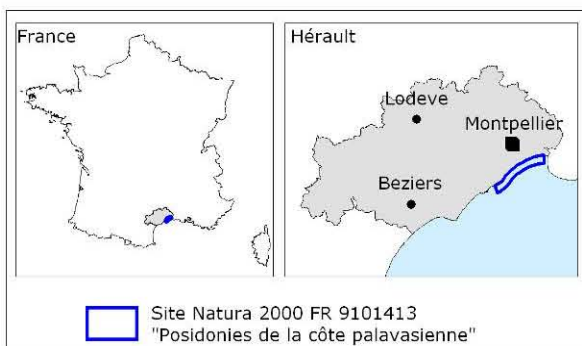 France
Hérault
Lodeve
Montpellier
Beziers
Site Natura 2000 FR 9101413
"Posidonies de la côte palavasienne"